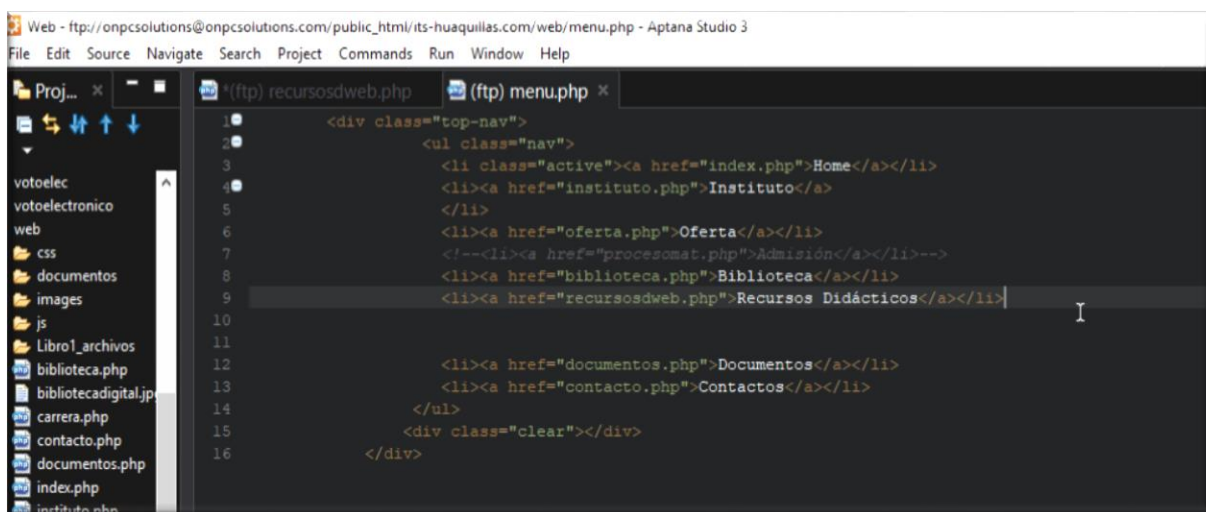 Web - ftp://onpcsolutions@onpcsolutions.com/public_html/its-huaquillas.com/web/menu.php - Aptana Studio 3
File Edit Source Navigate Search Project Commands Run Window Help
Proj... *(ftp) recursosdweb.php (ftp) menu.php
votoelec
votoelectronico
web
css
documentos
images
js
Libro1_archivos
biblioteca.php
bibliotecadigital.jp
carrera.php
contacto.php
documentos.php
index.php
instituto.php
1 <div class="top-nav">
2 <ul class="nav">
3 <li class="active"><a href="index.php">Home</a></li>
4 <li><a href="instituto.php">Instituto</a>
5 </li>
6 <li><a href="oferta.php">Oferta</a></li>
7 <!--<li><a href="procesomat.php">Admisión</a></li>-->
8 <li><a href="biblioteca.php">Biblioteca</a></li>
9 <li><a href="recursosdweb.php">Recursos Didácticos</a></li>
10
11
12 <li><a href="documentos.php">Documentos</a></li>
13 <li><a href="contacto.php">Contactos</a></li>
14 </ul>
15 <div class="clear"></div>
16 </div>